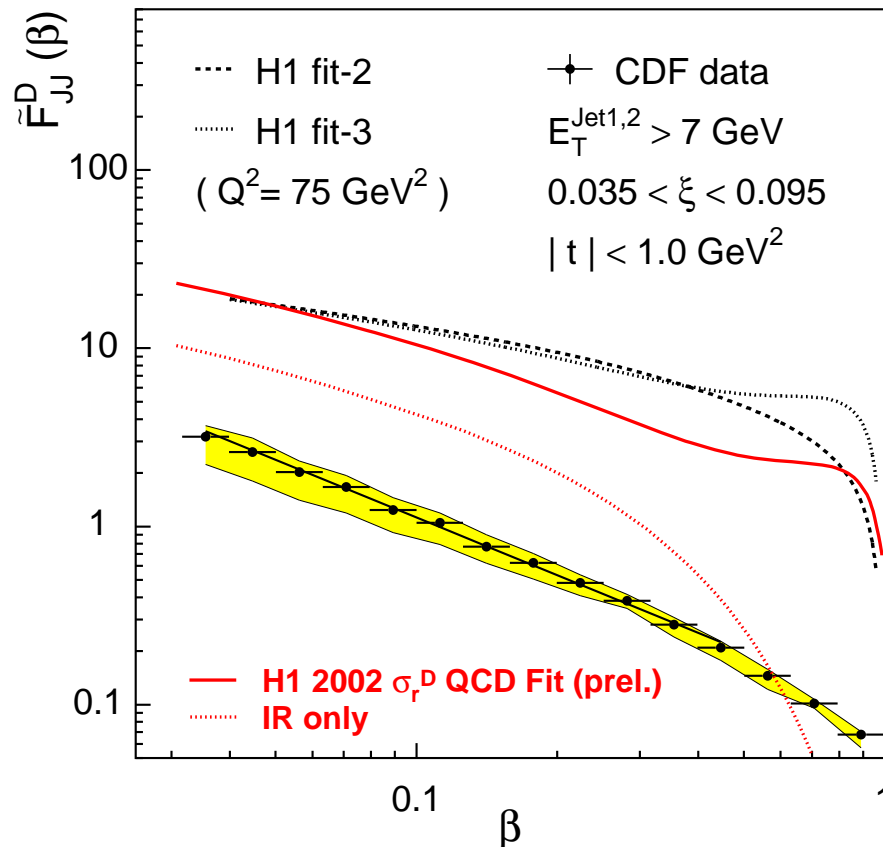 F̃ᴰ_JJ (β)
H1 fit-2
H1 fit-3
( Q²= 75 GeV² )
CDF data
E_T^Jet1,2 > 7 GeV
0.035 < ξ < 0.095
| t | < 1.0 GeV²
100
10
1
0.1
H1 2002 σ_r^D QCD Fit (prel.)
IR only
0.1
1
β